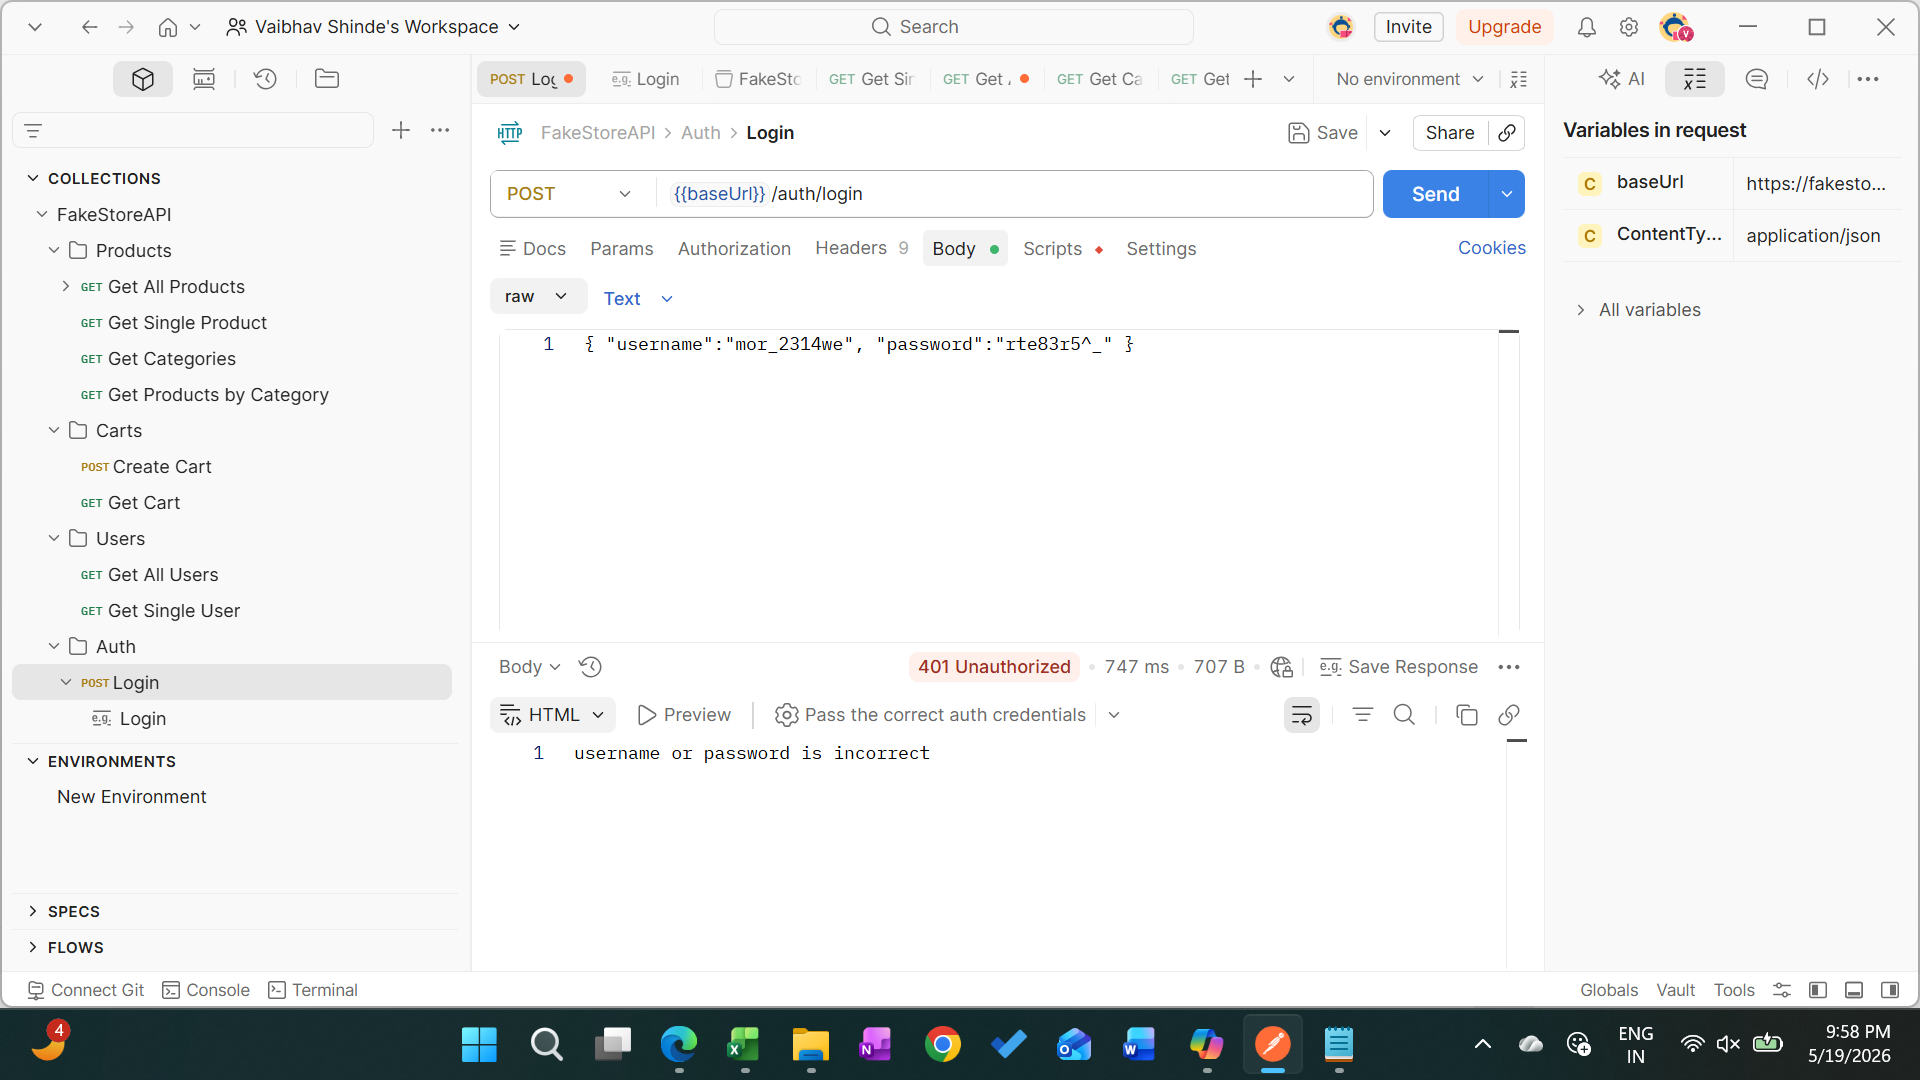 Vaibhav Shinde's Workspace
Search
Invite
Upgrade
V
POST Log
e.g. Login
FakeSto
GET Get Sin
GET Get A
GET Get Ca
GET Get
No environment
AI
FakeStoreAPI > Auth > Login
HTTP
Save
Share
COLLECTIONS
FakeStoreAPI
Products
GET Get All Products
GET Get Single Product
GET Get Categories
GET Get Products by Category
Carts
POST Create Cart
GET Get Cart
Users
GET Get All Users
GET Get Single User
Auth
POST Login
e.g. Login
ENVIRONMENTS
New Environment
SPECS
FLOWS
POST
{{baseUrl}} /auth/login
Send
Docs
Params
Authorization
Headers 9
Body
Scripts
Settings
Cookies
raw
Text
1 { "username":"mor_2314we", "password":"rte83r5^_" }
Body
401 Unauthorized
747 ms
707 B
e.g. Save Response
HTML
Preview
Pass the correct auth credentials
1 username or password is incorrect
Variables in request
C baseUrl https://fakesto...
C ContentTy... application/json
All variables
Connect Git
Console
Terminal
Globals
Vault
Tools
4
ENG
IN
9:58 PM
5/19/2026